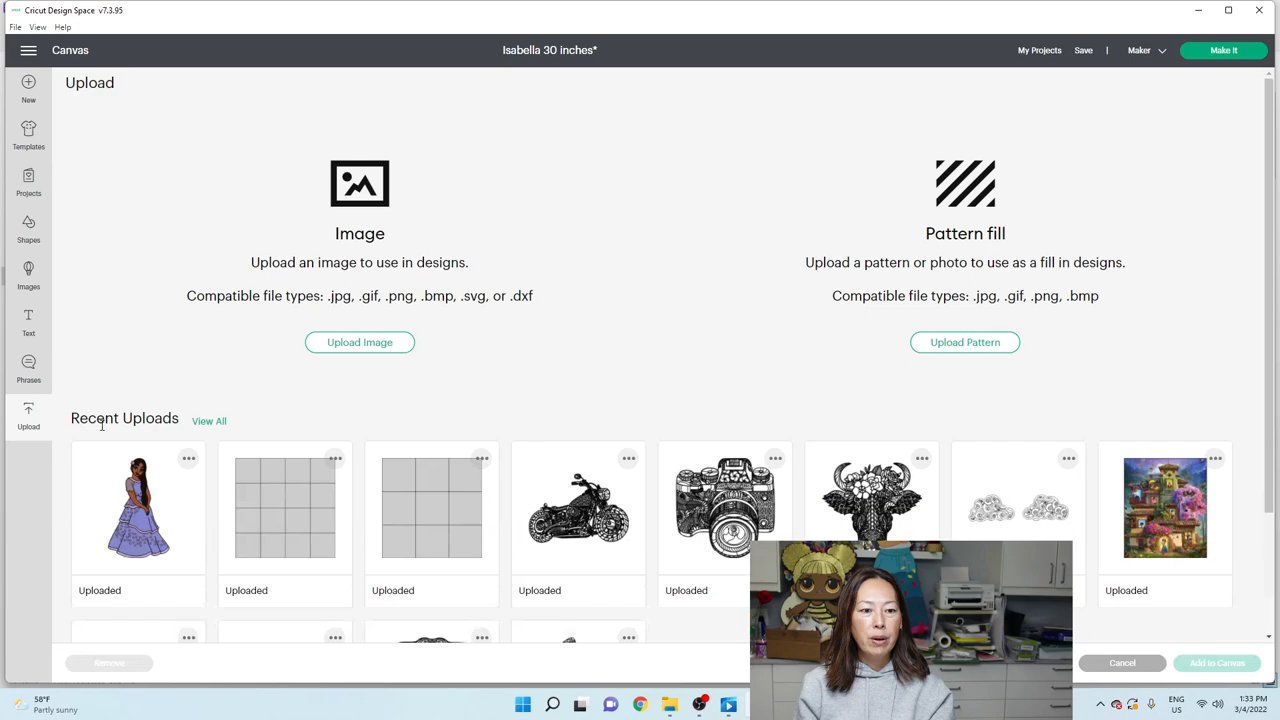 Cricut Design Space v7.3.95
File View Help
Canvas
Isabella 30 inches*
My Projects Save | Maker Make It
New
Templates
Projects
Shapes
Images
Text
Phrases
Upload
Upload
Image
Upload an image to use in designs.
Compatible file types: .jpg, .gif, .png, .bmp, .svg, or .dxf
Upload Image
Pattern fill
Upload a pattern or photo to use as a fill in designs.
Compatible file types: .jpg, .gif, .png, .bmp
Upload Pattern
Recent Uploads View All
Uploaded Uploaded Uploaded Uploaded Uploaded Uploaded
Remove
Cancel Add to Canvas
58°F
Partly sunny
ENG
US
1:33 PM
3/4/2022